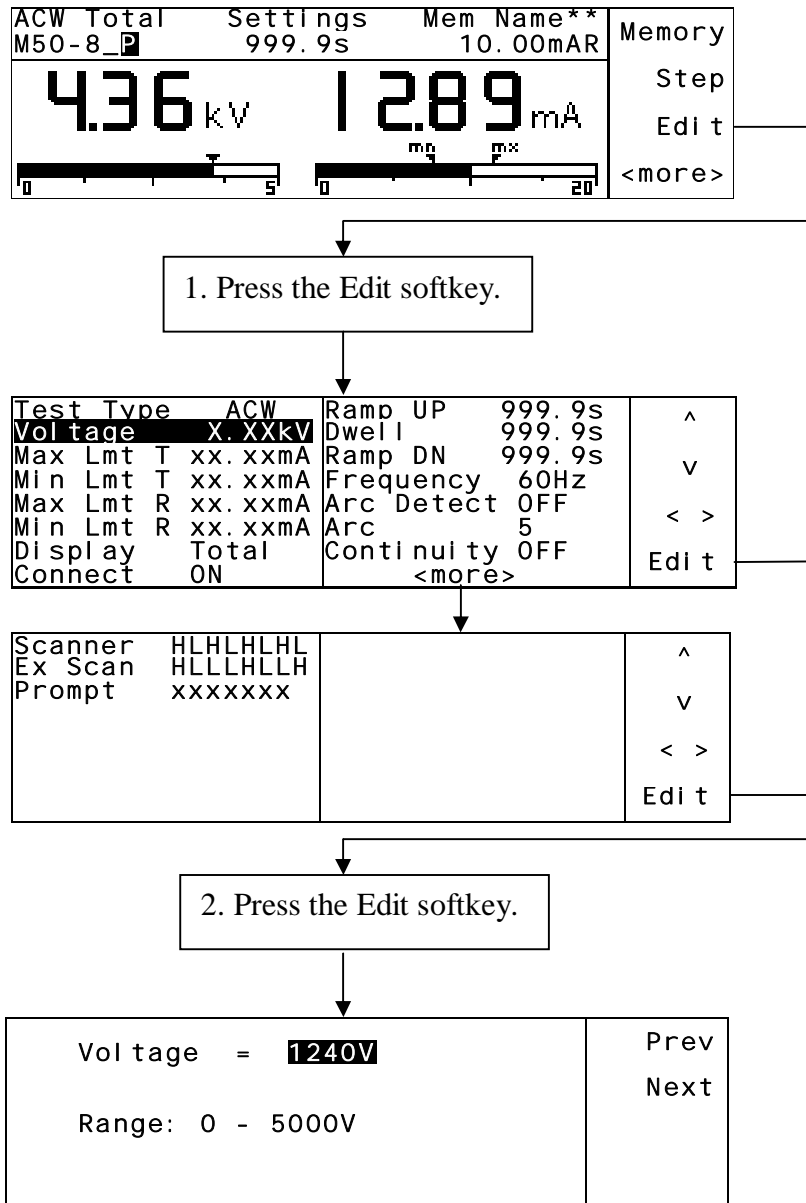 ACW Total Settings Mem Name**
M50-8_P 999.9s 10.00mAR
4.36kV 12.89mA
mn mx
0 5 0 20
Memory
Step
Edit
<more>
1. Press the Edit softkey.
Test Type ACW
Voltage X.XXkV
Max Lmt T xx.xxmA
Min Lmt T xx.xxmA
Max Lmt R xx.xxmA
Min Lmt R xx.xxmA
Display Total
Connect ON
Ramp UP 999.9s
Dwell 999.9s
Ramp DN 999.9s
Frequency 60Hz
Arc Detect OFF
Arc 5
Continuity OFF
<more>
^
v
< >
Edit
Scanner HLHLHLHL
Ex Scan HLLLHLLH
Prompt xxxxxxx
^
v
< >
Edit
2. Press the Edit softkey.
Voltage = 1240V
Range: 0 - 5000V
Prev
Next